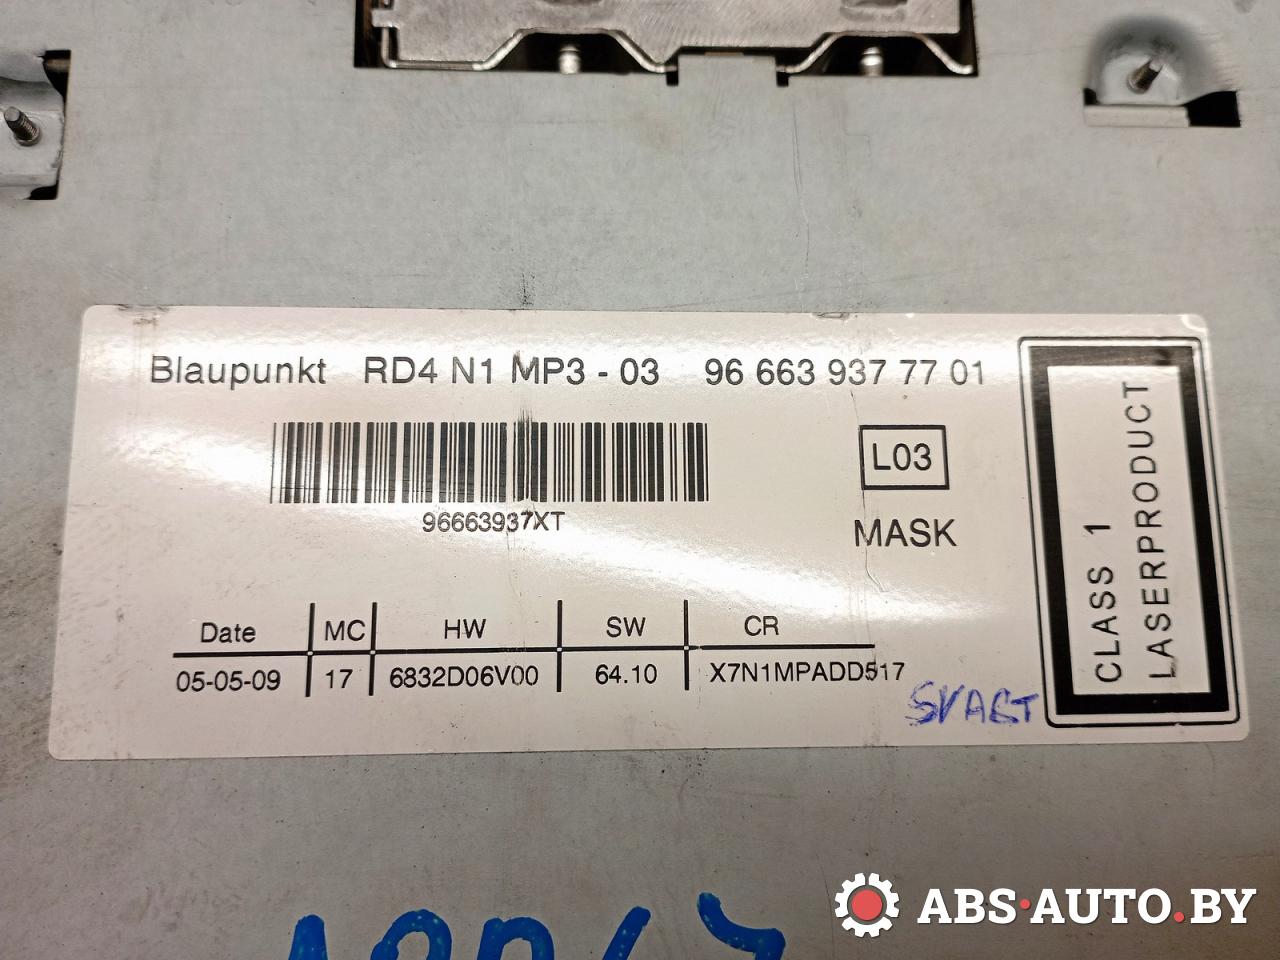 Blaupunkt RD4 N1 MP3 - 03 96 663 937 77 01
96663937XT
L03
MASK
CLASS 1
LASERPRODUCT
Date MC HW SW CR
05-05-09 17 6832D06V00 64.10 X7N1MPADD517
ABS·AUTO.BY